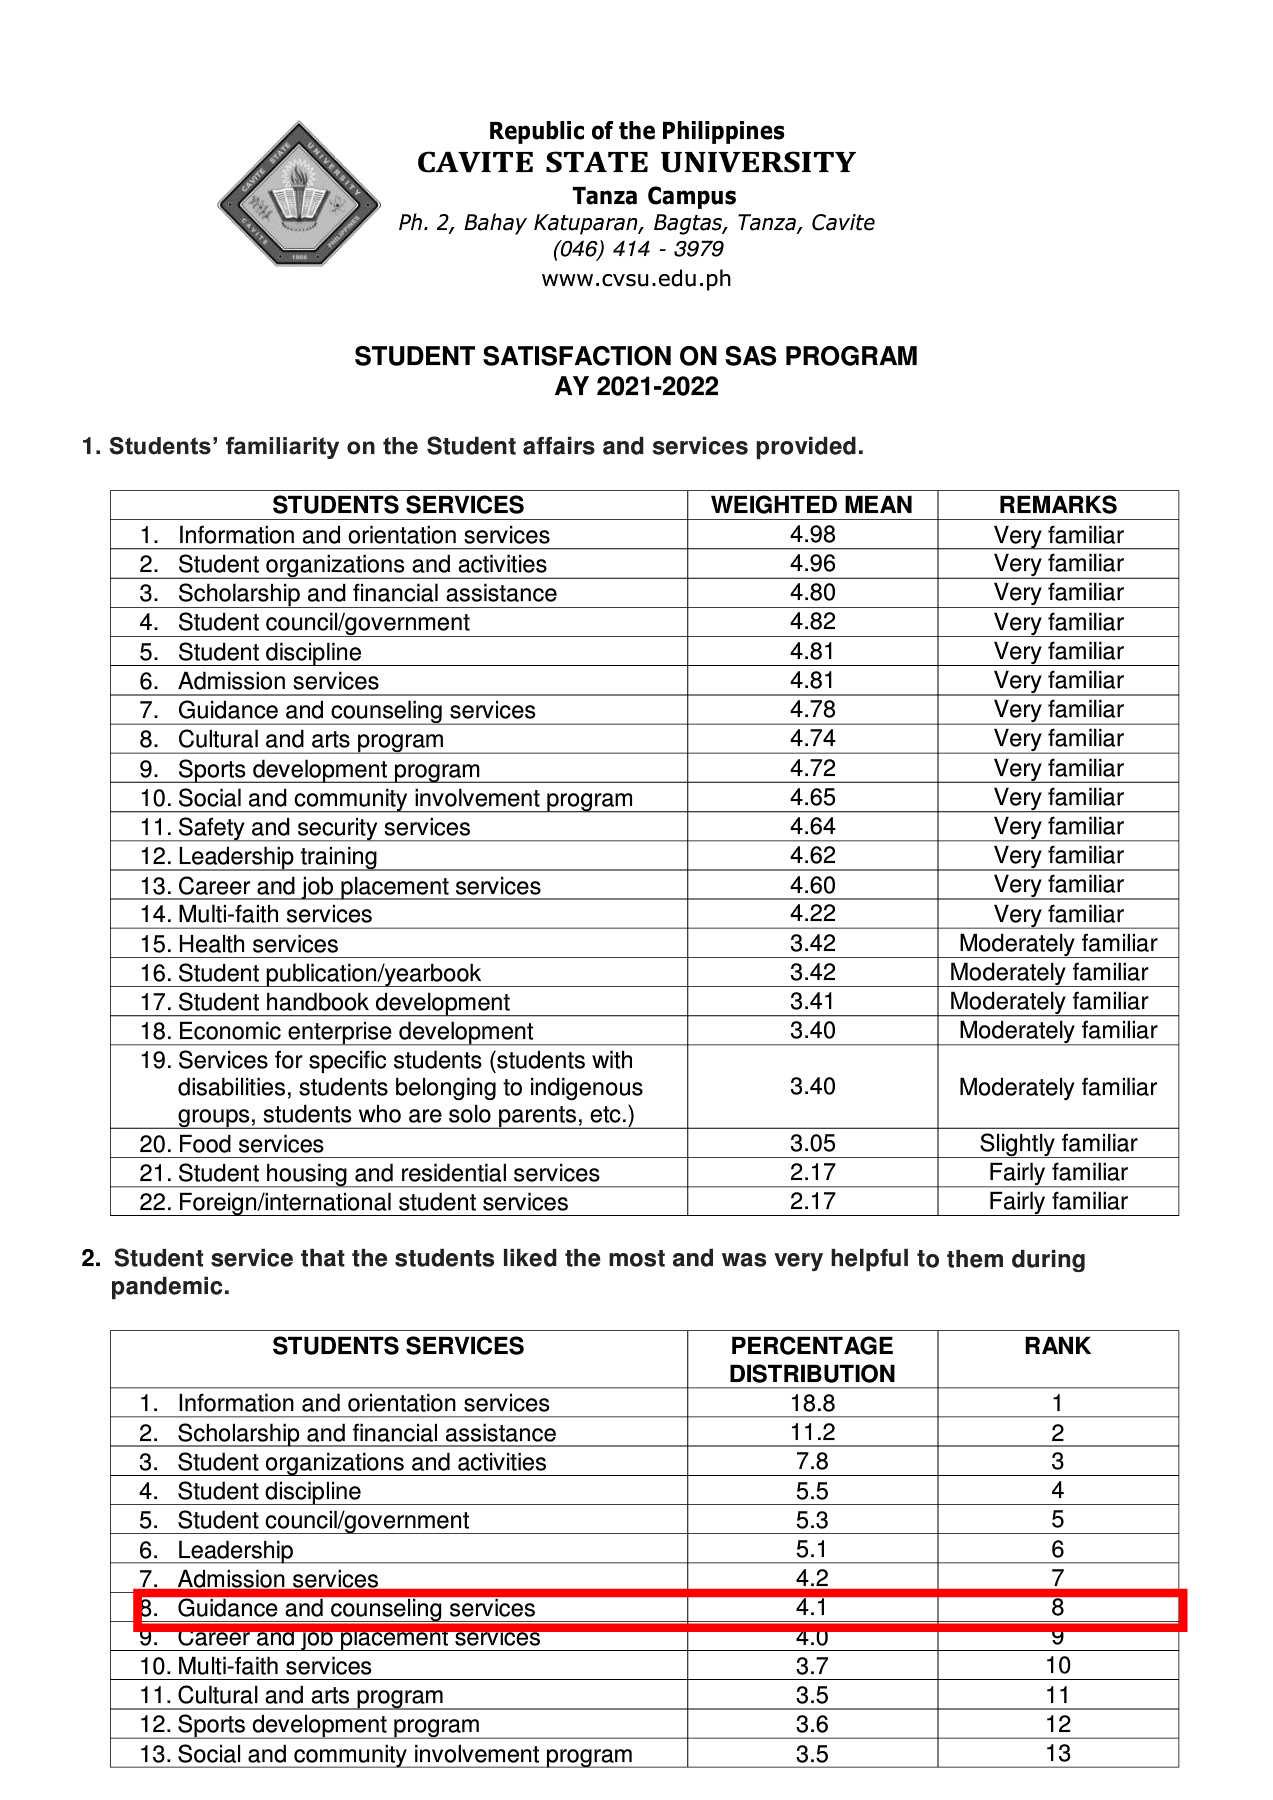 Republic of the Philippines
CAVITE STATE UNIVERSITY
Tanza Campus
Ph. 2, Bahay Katuparan, Bagtas, Tanza, Cavite
(046) 414 - 3979
www.cvsu.edu.ph
CAVITE STATE UNIVERSITY
CAVITE PHILIPPINES
1906
STUDENT SATISFACTION ON SAS PROGRAM
AY 2021-2022
1. Students’ familiarity on the Student affairs and services provided.
STUDENTS SERVICES WEIGHTED MEAN REMARKS
1. Information and orientation services 4.98 Very familiar
2. Student organizations and activities 4.96 Very familiar
3. Scholarship and financial assistance 4.80 Very familiar
4. Student council/government 4.82 Very familiar
5. Student discipline 4.81 Very familiar
6. Admission services 4.81 Very familiar
7. Guidance and counseling services 4.78 Very familiar
8. Cultural and arts program 4.74 Very familiar
9. Sports development program 4.72 Very familiar
10. Social and community involvement program 4.65 Very familiar
11. Safety and security services 4.64 Very familiar
12. Leadership training 4.62 Very familiar
13. Career and job placement services 4.60 Very familiar
14. Multi-faith services 4.22 Very familiar
15. Health services 3.42 Moderately familiar
16. Student publication/yearbook 3.42 Moderately familiar
17. Student handbook development 3.41 Moderately familiar
18. Economic enterprise development 3.40 Moderately familiar
19. Services for specific students (students with
disabilities, students belonging to indigenous 3.40 Moderately familiar
groups, students who are solo parents, etc.)
20. Food services 3.05 Slightly familiar
21. Student housing and residential services 2.17 Fairly familiar
22. Foreign/international student services 2.17 Fairly familiar
2. Student service that the students liked the most and was very helpful to them during
pandemic.
STUDENTS SERVICES PERCENTAGE RANK
DISTRIBUTION
1. Information and orientation services 18.8 1
2. Scholarship and financial assistance 11.2 2
3. Student organizations and activities 7.8 3
4. Student discipline 5.5 4
5. Student council/government 5.3 5
6. Leadership 5.1 6
7. Admission services 4.2 7
8. Guidance and counseling services 4.1 8
9. Career and job placement services 4.0 9
10. Multi-faith services 3.7 10
11. Cultural and arts program 3.5 11
12. Sports development program 3.6 12
13. Social and community involvement program 3.5 13